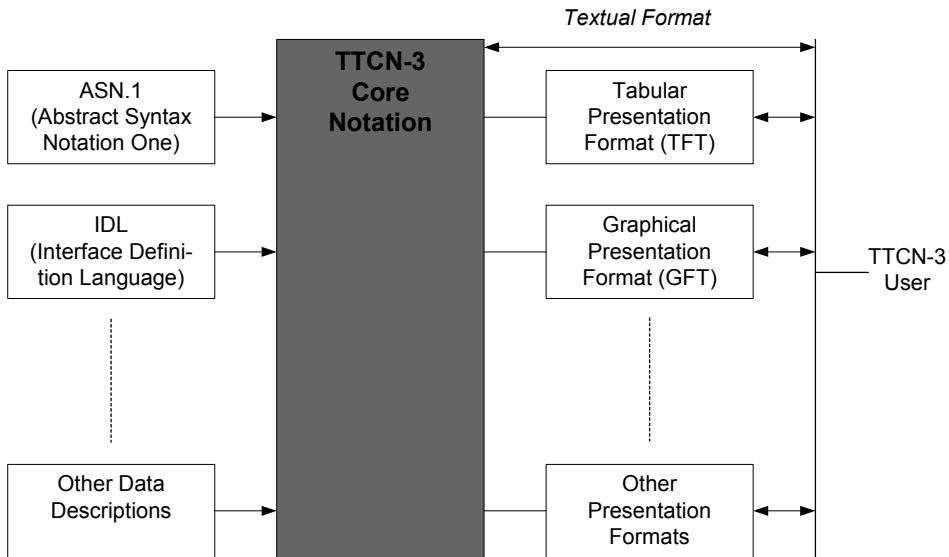 Textual Format
TTCN-3
Core
Notation
ASN.1
(Abstract Syntax
Notation One)
Tabular
Presentation
Format (TFT)
IDL
(Interface Defini-
tion Language)
Graphical
Presentation
Format (GFT)
TTCN-3
User
Other Data
Descriptions
Other
Presentation
Formats